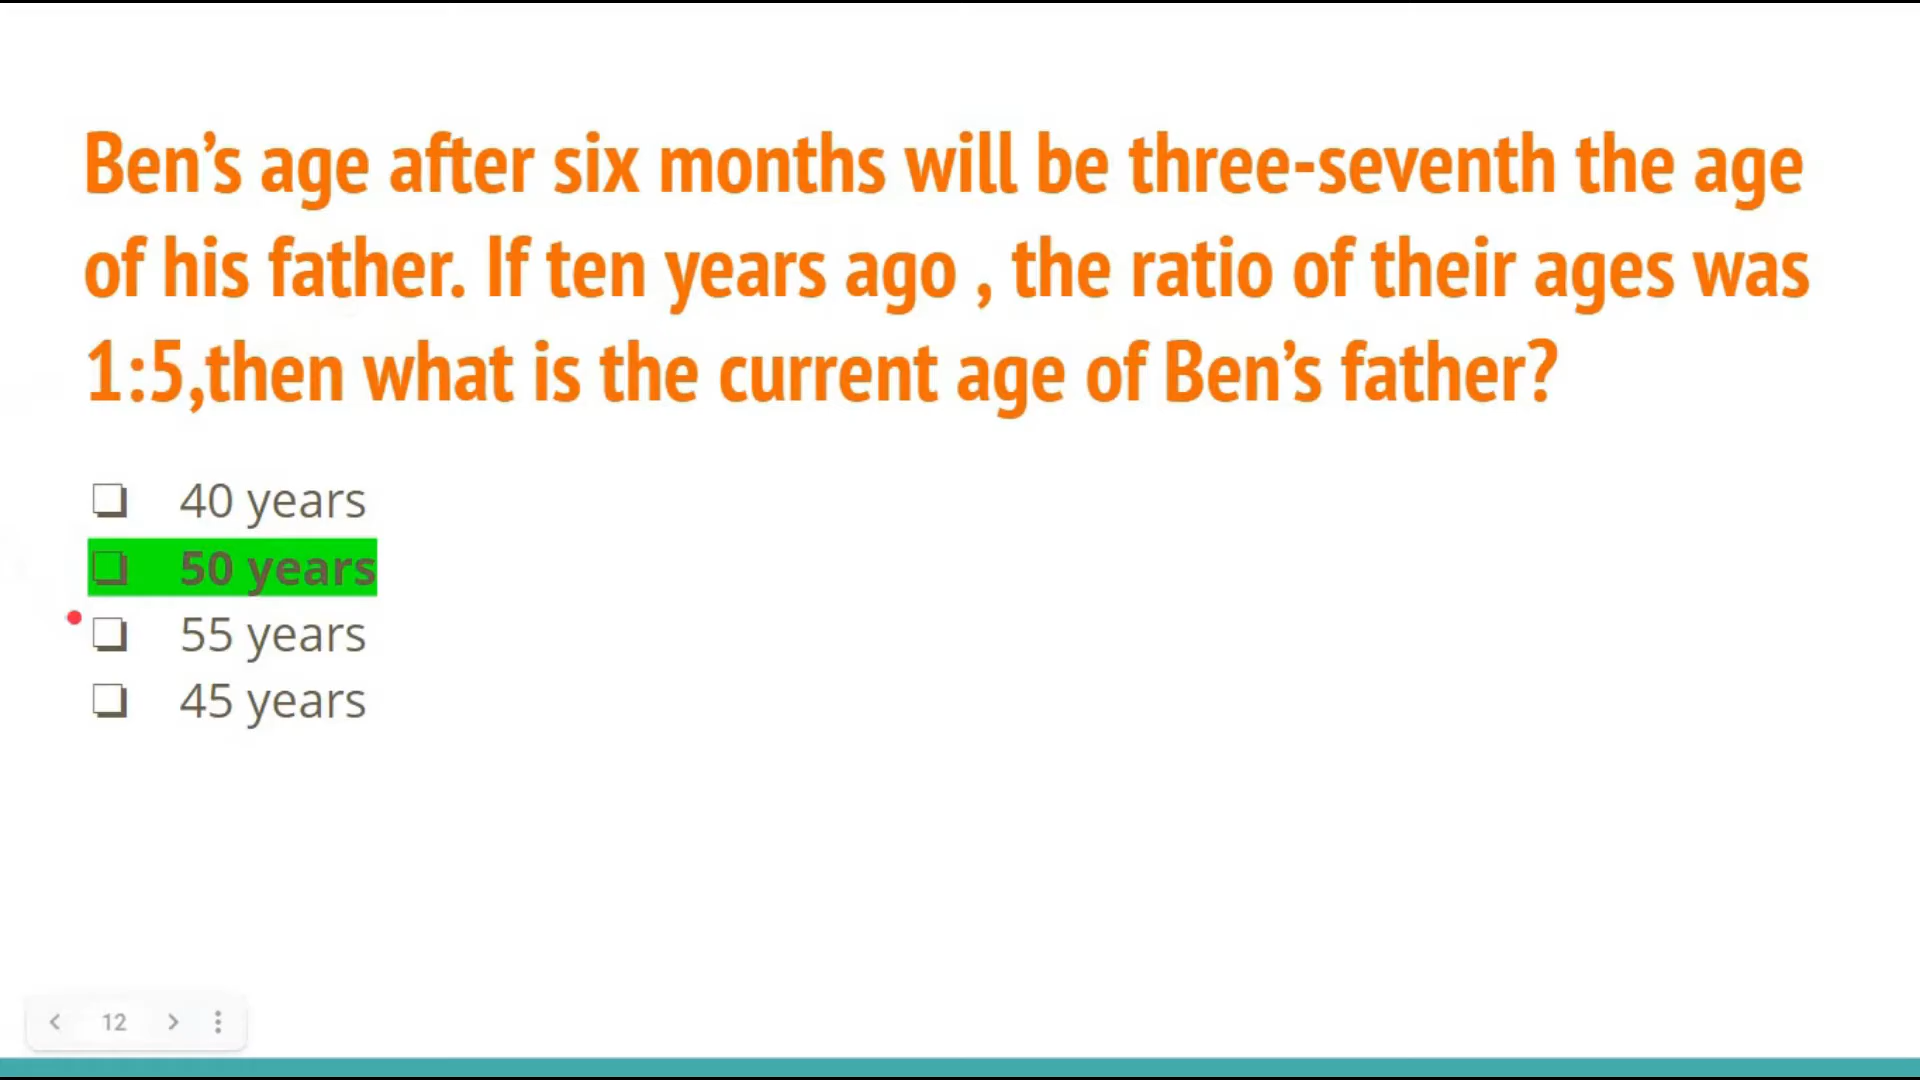 Ben’s age after six months will be three-seventh the age
of his father. If ten years ago , the ratio of their ages was
1:5,then what is the current age of Ben’s father?
40 years
50 years
55 years
45 years
12